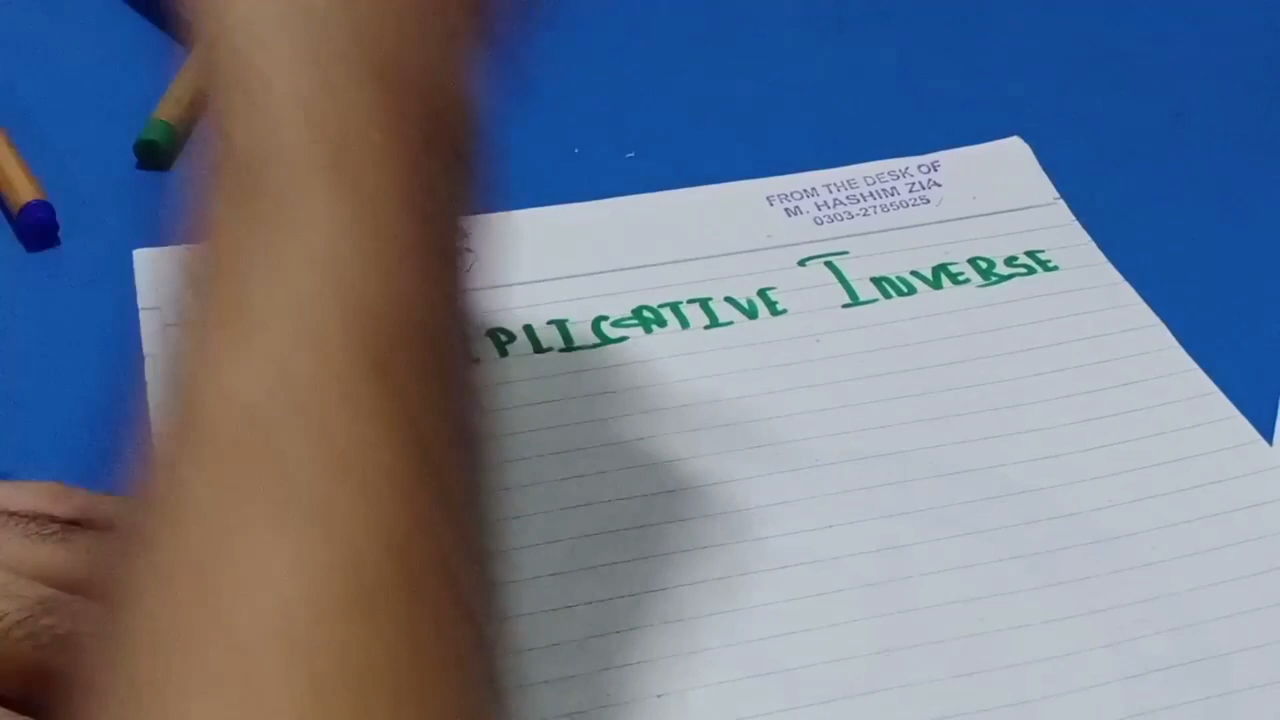 FROM THE DESK OF
M. HASHIM ZIA
0303-2785025
PLICATIVE INVERSE